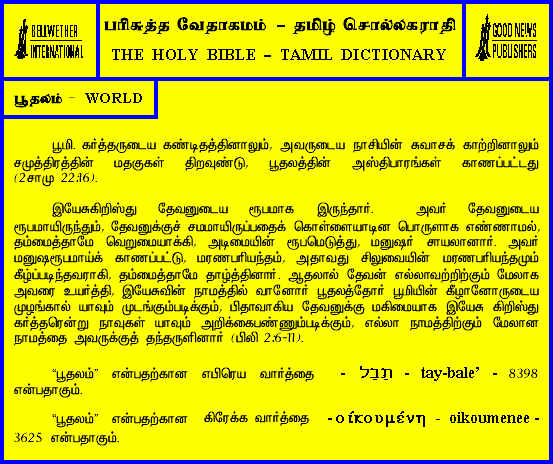 BELLWETHER
INTERNATIONAL
பரிசுத்த வேதாகமம் – தமிழ் சொல்லகராதி
THE HOLY BIBLE – TAMIL DICTIONARY
GOOD NEWS
PUBLISHERS
பூதலம் – WORLD
பூமி. கர்த்தருடைய கண்டிதத்தினாலும், அவருடைய நாசியின் சுவாசக் காற்றினாலும்
சமுத்திரத்தின் மதகுகள் திறவுண்டு, பூதலத்தின் அஸ்திபாரங்கள் காணப்பட்டது
(2சாமு 22:16).
இயேசுகிறிஸ்து தேவனுடைய ரூபமாக இருந்தார். அவர் தேவனுடைய
ரூபமாயிருந்தும், தேவனுக்குச் சமமாயிருப்பதைக் கொள்ளையாடின பொருளாக எண்ணாமல்,
தம்மைத்தாமே வெறுமையாக்கி, அடிமையின் ரூபமெடுத்து, மனுஷர் சாயலானார். அவர்
மனுஷரூபமாய்க் காணப்பட்டு, மரணபரியந்தம், அதாவது சிலுவையின் மரணபரியந்தமும்
கீழ்ப்படிந்தவராகி, தம்மைத்தாமே தாழ்த்தினார். ஆதலால் தேவன் எல்லாவற்றிற்கும் மேலாக
அவரை உயர்த்தி, இயேசுவின் நாமத்தில் வானோர் பூதலத்தோர் பூமியின் கீழானோருடைய
முழங்கால் யாவும் முடங்கும்படிக்கும், பிதாவாகிய தேவனுக்கு மகிமையாக இயேசு கிறிஸ்து
கர்த்தரென்று நாவுகள் யாவும் அறிக்கைபண்ணும்படிக்கும், எல்லா நாமத்திற்கும் மேலான
நாமத்தை அவருக்குத் தந்தருளினார் (பிலி 2:6-11).
“பூதலம்” என்பதற்கான எபிரெய வார்த்தை - תֵּבֵל - tay-bale’ - 8398
என்பதாகும்.
“பூதலம்” என்பதற்கான கிரேக்க வார்த்தை - οἰκουμένη - oikoumenee -
3625 என்பதாகும்.